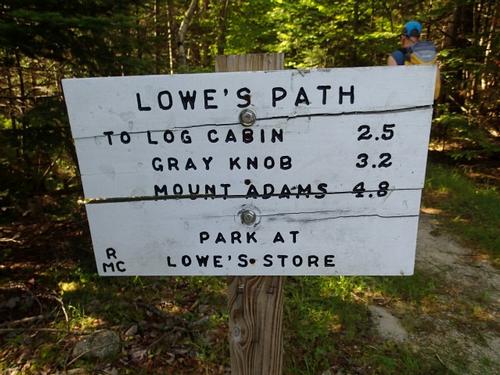 LOWE'S PATH
TO LOG CABIN 2.5
GRAY KNOB 3.2
MOUNT ADAMS 4.8
PARK AT
LOWE'S STORE
R
MC